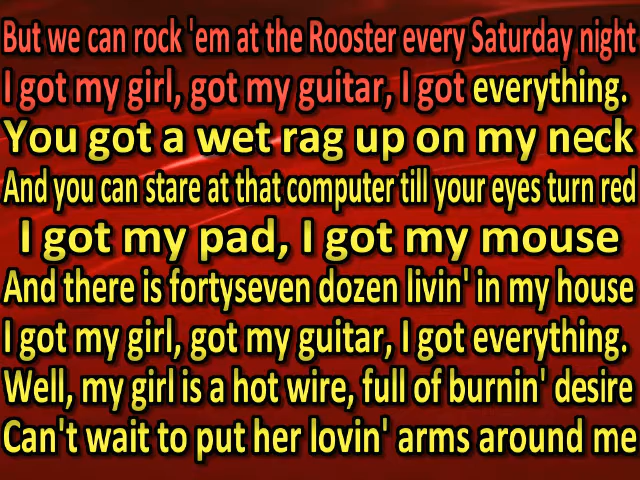 But we can rock 'em at the Rooster every Saturday night
I got my girl, got my guitar, I got everything.
You got a wet rag up on my neck
And you can stare at that computer till your eyes turn red
I got my pad, I got my mouse
And there is fortyseven dozen livin' in my house
I got my girl, got my guitar, I got everything.
Well, my girl is a hot wire, full of burnin' desire
Can't wait to put her lovin' arms around me